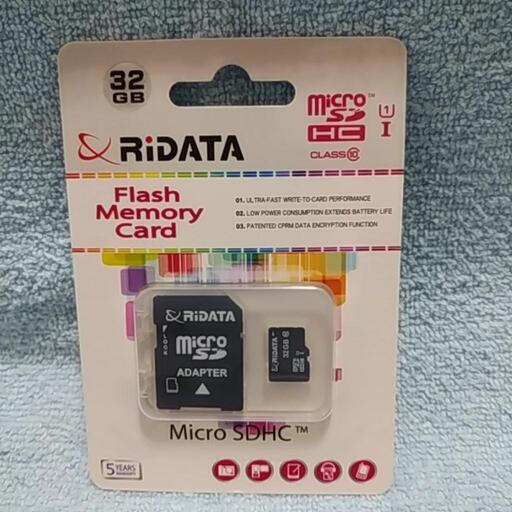 32
GB
RiDATA
micro
SD
HC
CLASS 10
1
I
Flash
Memory
Card
01. ULTRA-FAST WRITE-TO-CARD PERFORMANCE
02. LOW POWER CONSUMPTION EXTENDS BATTERY LIFE
03. PATENTED CPRM DATA ENCRYPTION FUNCTION
RiDATA
LOCK
micro
SD
ADAPTER
RiDATA
32GB
Micro SDHC™
5 YEARS